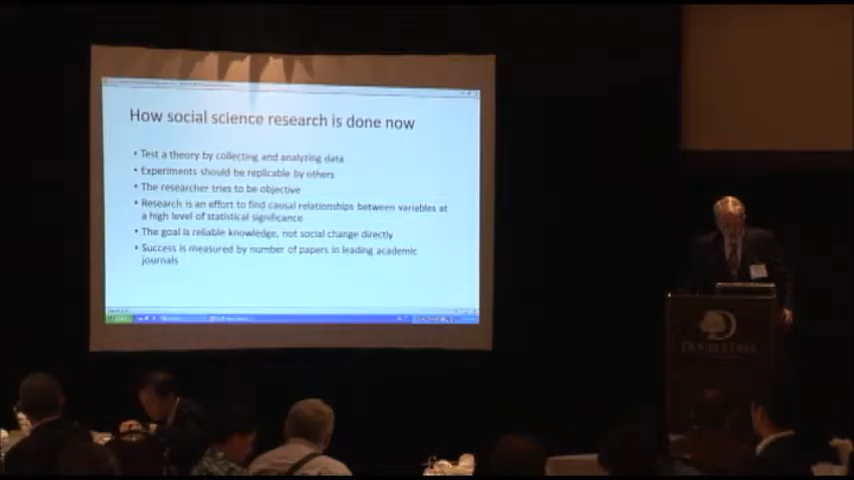 How social science research is done now
• Test a theory by collecting and analyzing data
• Experiments should be replicable by others
• The researcher tries to be objective
• Research is an effort to find causal relationships between variables at
a high level of statistical significance
• The goal is reliable knowledge, not social change directly
• Success is measured by number of papers in leading academic
journals
DOUBLETREE